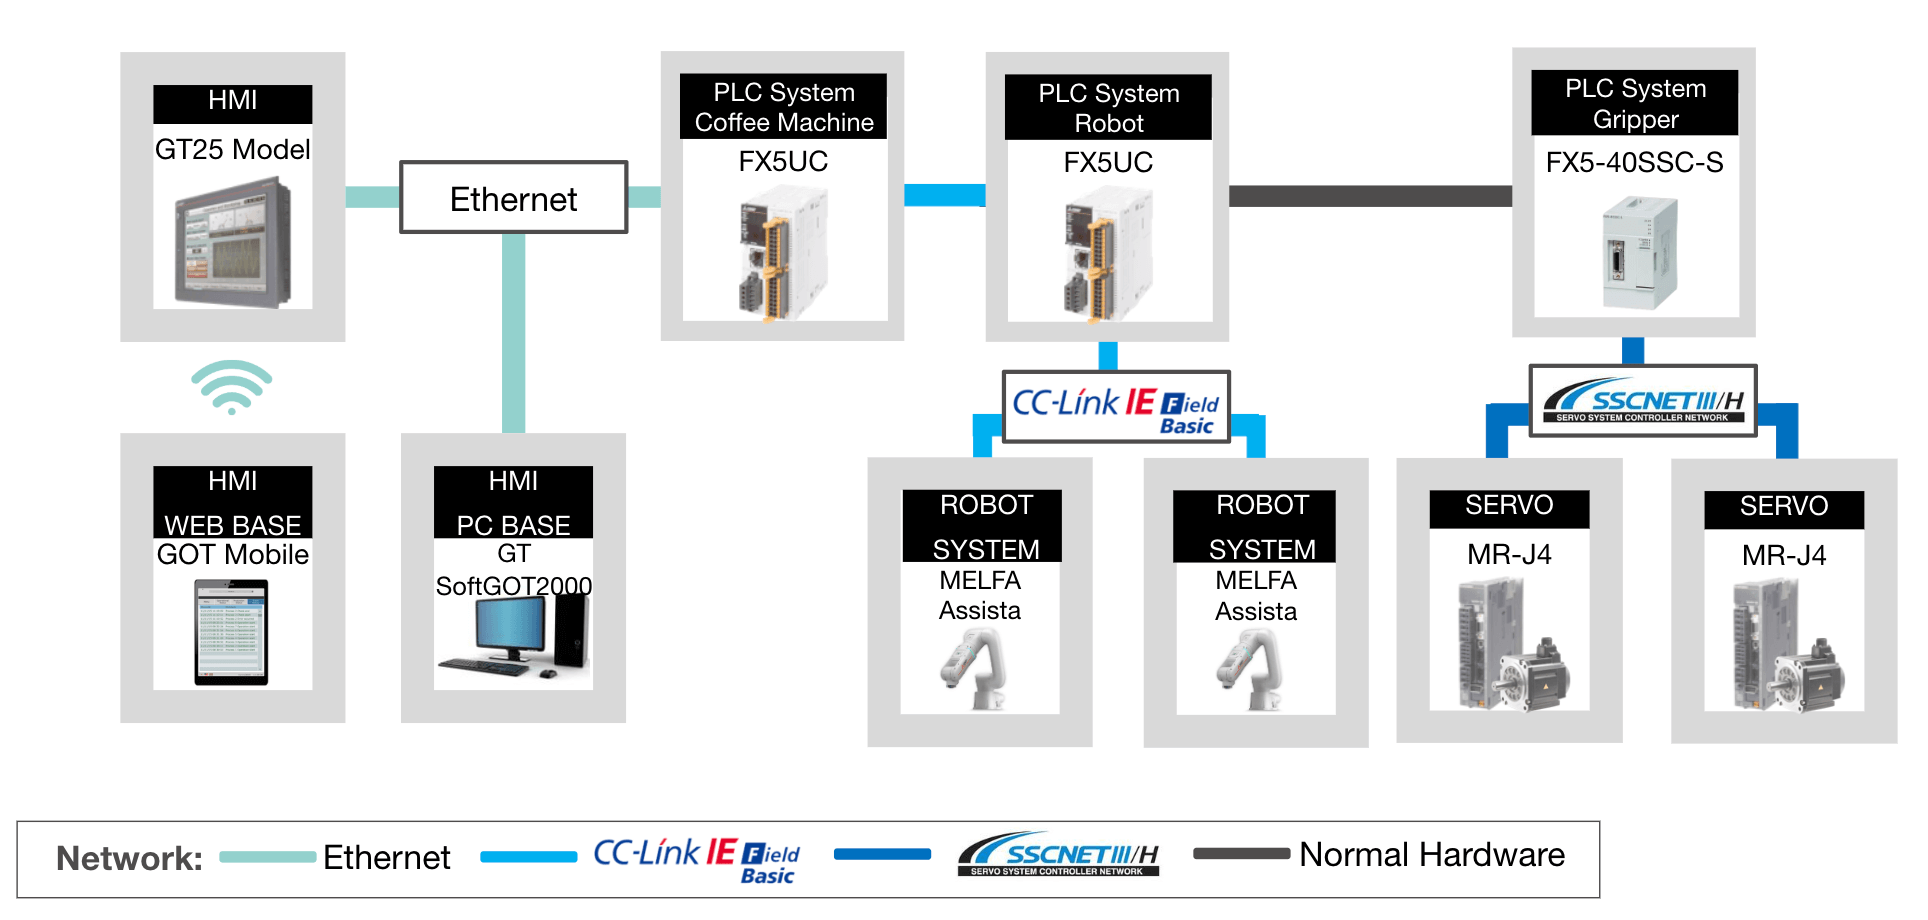 HMI
GT25 Model
Ethernet
PLC System
Coffee Machine
FX5UC
PLC System
Robot
FX5UC
PLC System
Gripper
FX5-40SSC-S
CC-Link IE Field
Basic
SSCNETIII/H
SERVO SYSTEM CONTROLLER NETWORK
HMI
WEB BASE
GOT Mobile
HMI
PC BASE
GT
SoftGOT2000
ROBOT
SYSTEM
MELFA
Assista
ROBOT
SYSTEM
MELFA
Assista
SERVO
MR-J4
SERVO
MR-J4
Network:
Ethernet
CC-Link IE Field
Basic
SSCNETIII/H
SERVO SYSTEM CONTROLLER NETWORK
Normal Hardware